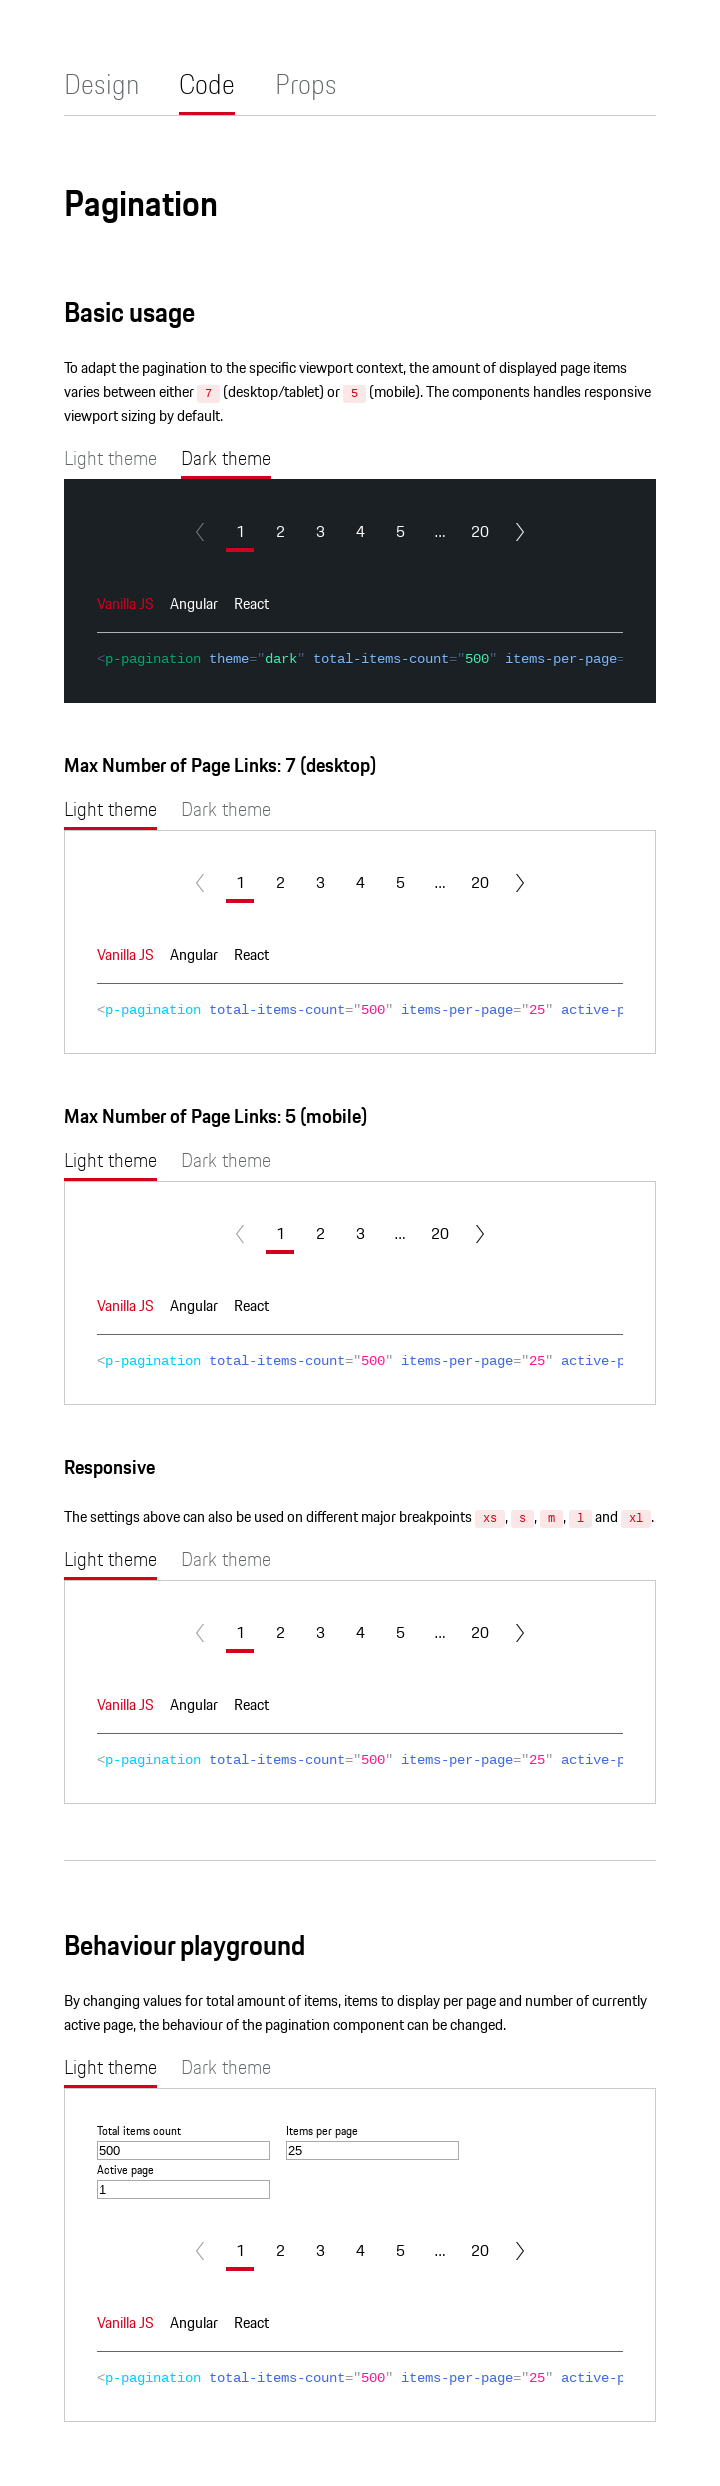 Design Code Props
Pagination
Basic usage
To adapt the pagination to the specific viewport context, the amount of displayed page items
varies between either 7 (desktop/tablet) or 5 (mobile). The components handles responsive
viewport sizing by default.
Light theme Dark theme
1 2 3 4 5 ... 20
Vanilla JS Angular React
<p-pagination theme="dark" total-items-count="500" items-per-page=
Max Number of Page Links: 7 (desktop)
Light theme Dark theme
1 2 3 4 5 ... 20
Vanilla JS Angular React
<p-pagination total-items-count="500" items-per-page="25" active-p
Max Number of Page Links: 5 (mobile)
Light theme Dark theme
1 2 3 ... 20
Vanilla JS Angular React
<p-pagination total-items-count="500" items-per-page="25" active-p
Responsive
The settings above can also be used on different major breakpoints xs, s, m, l and xl.
Light theme Dark theme
1 2 3 4 5 ... 20
Vanilla JS Angular React
<p-pagination total-items-count="500" items-per-page="25" active-p
Behaviour playground
By changing values for total amount of items, items to display per page and number of currently
active page, the behaviour of the pagination component can be changed.
Light theme Dark theme
Total items count Items per page
500 25
Active page
1
1 2 3 4 5 ... 20
Vanilla JS Angular React
<p-pagination total-items-count="500" items-per-page="25" active-p